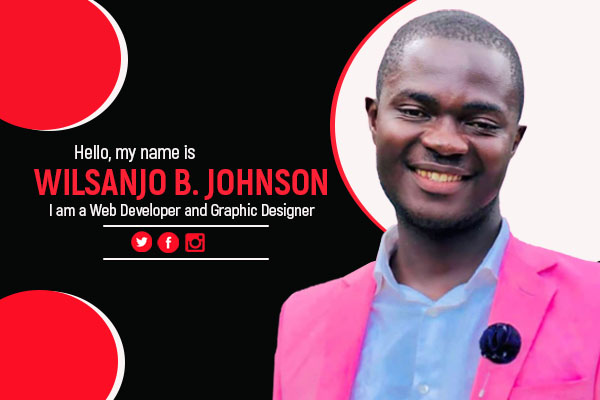 Hello, my name is
WILSANJO B. JOHNSON
I am a Web Developer and Graphic Designer